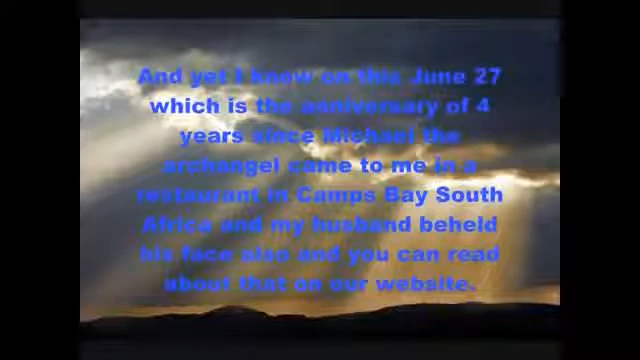 And yet I know on this June 27
which is the anniversary of 4
years since Michael the
archangel came to me in a
restaurant in Camps Bay South
Africa and my husband beheld
his face also and you can read
about that on our website.